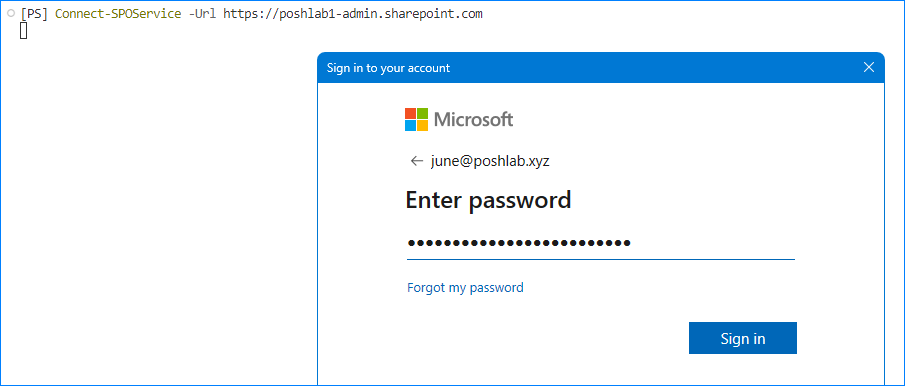 [PS] Connect-SPOService -Url https://poshlab1-admin.sharepoint.com
Sign in to your account
Microsoft
june@poshlab.xyz
Enter password
•••••••••••••••••••••••••
Forgot my password
Sign in